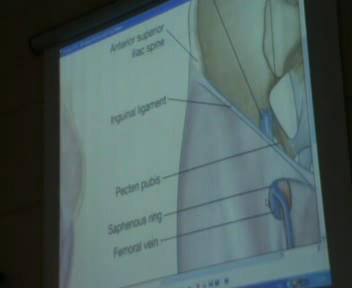 Anterior superior
iliac spine
Inguinal ligament
Pecten pubis
Saphenous ring
Femoral vein